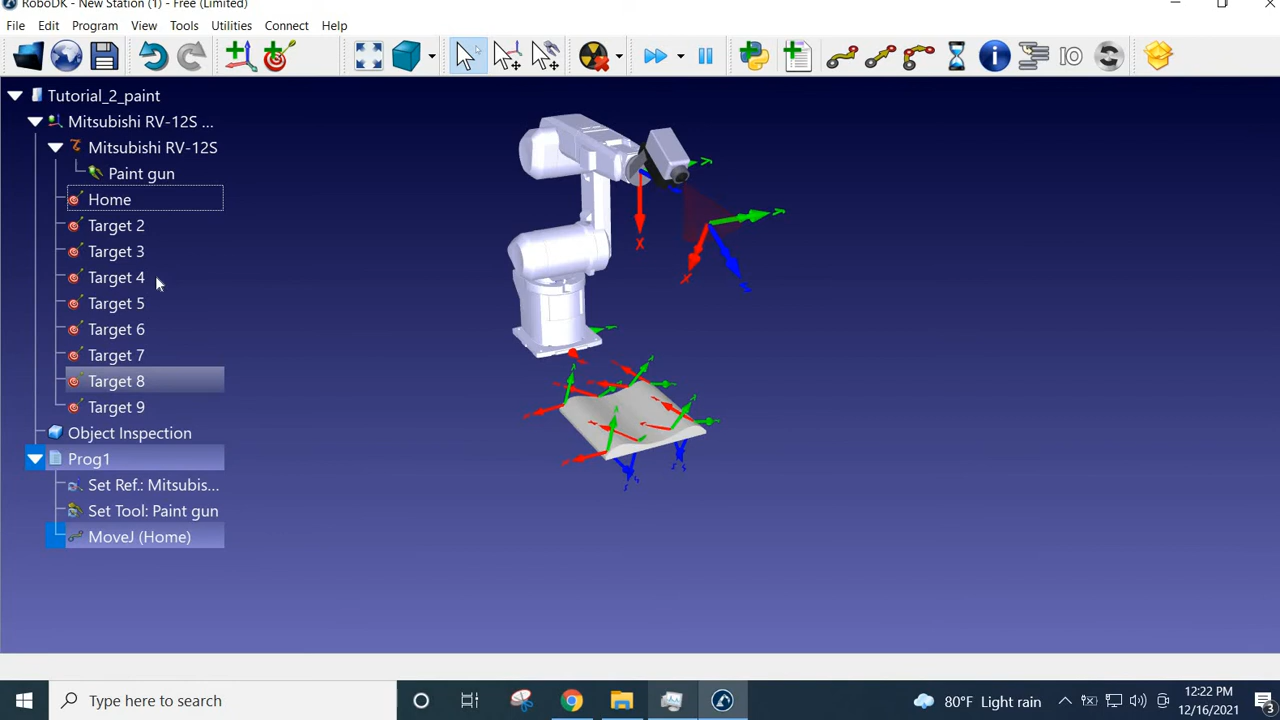 RoboDK - New Station (1) - Free (Limited)
File Edit Program View Tools Utilities Connect Help
IO
Tutorial_2_paint
Mitsubishi RV-12S ...
Mitsubishi RV-12S
Paint gun
Home
Target 2
Target 3
Target 4
Target 5
Target 6
Target 7
Target 8
Target 9
Object Inspection
Prog1
Set Ref.: Mitsubis...
Set Tool: Paint gun
MoveJ (Home)
X
Type here to search
80°F Light rain
12:22 PM
12/16/2021
3